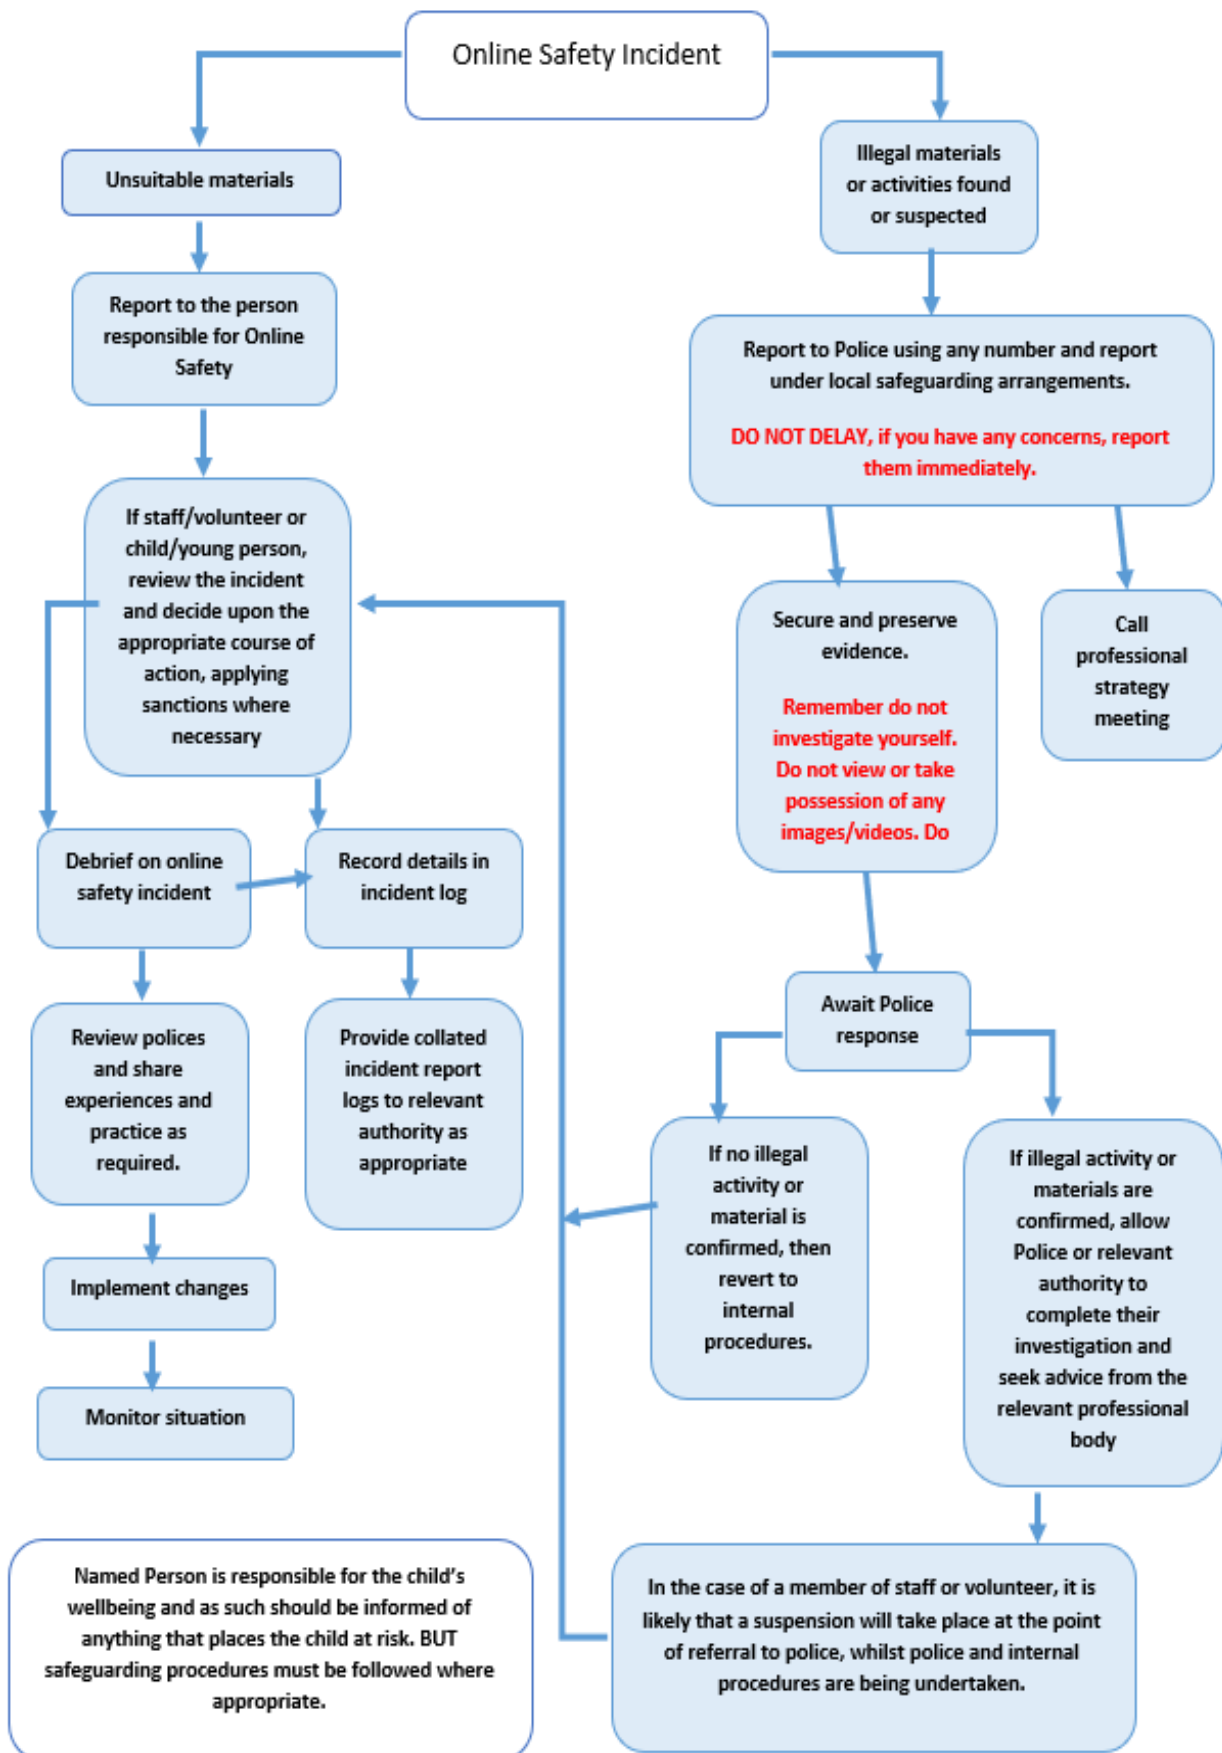 Online Safety Incident
Unsuitable materials
Report to the person
responsible for Online
Safety
If staff/volunteer or
child/young person,
review the incident
and decide upon the
appropriate course of
action, applying
sanctions where
necessary
Debrief on online
safety incident
Record details in
incident log
Review polices
and share
experiences and
practice as
required.
Provide collated
incident report
logs to relevant
authority as
appropriate
Implement changes
Monitor situation
Illegal materials
or activities found
or suspected
Report to Police using any number and report
under local safeguarding arrangements.
DO NOT DELAY, if you have any concerns, report
them immediately.
Secure and preserve
evidence.
Remember do not
investigate yourself.
Do not view or take
possession of any
images/videos. Do
Call
professional
strategy
meeting
Await Police
response
If no illegal
activity or
material is
confirmed, then
revert to
internal
procedures.
If illegal activity or
materials are
confirmed, allow
Police or relevant
authority to
complete their
investigation and
seek advice from the
relevant professional
body
In the case of a member of staff or volunteer, it is
likely that a suspension will take place at the point
of referral to police, whilst police and internal
procedures are being undertaken.
Named Person is responsible for the child's
wellbeing and as such should be informed of
anything that places the child at risk. BUT
safeguarding procedures must be followed where
appropriate.